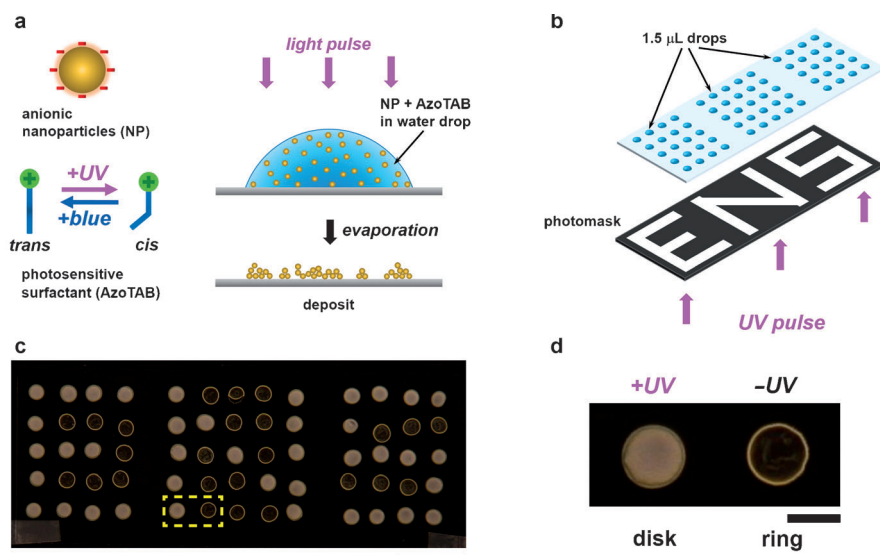 a
light pulse
NP + AzoTAB
in water drop
anionic
nanoparticles (NP)
+UV
+blue
trans
cis
photosensitive
surfactant (AzoTAB)
evaporation
deposit
b
1.5 μL drops
photomask
ENS
UV pulse
c
d
+UV
–UV
disk
ring